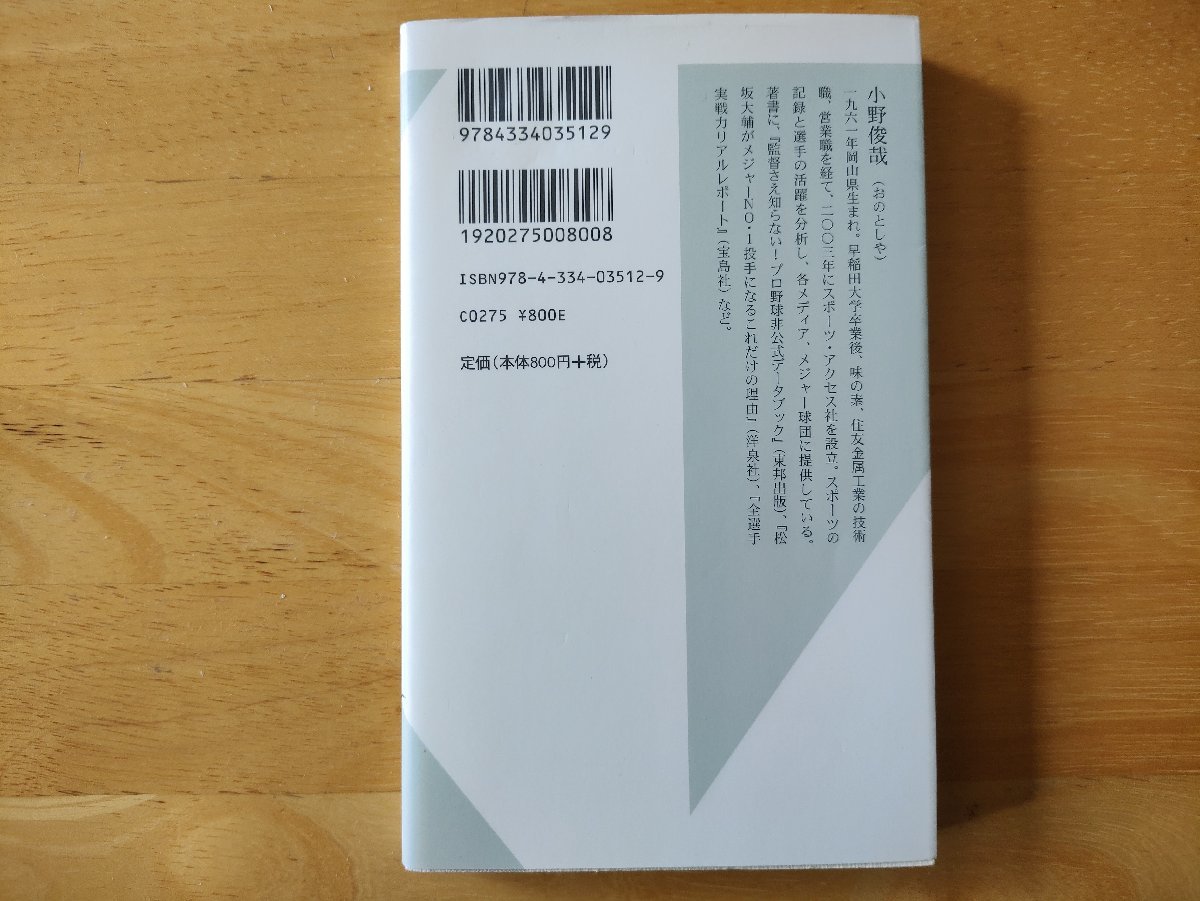 9784334035129
1920275008008
ISBN978-4-334-03512-9
C0275 ¥800E
定価(本体800円+税)
小野俊哉(おのとしや)
一九六一年岡山県生まれ。早稲田大学卒業後、味の素、住友金属工業の技術
職、営業職を経て、二〇〇三年にスポーツ・アクセス社を設立。スポーツの
記録と選手の活躍を分析し、各メディア、メジャー球団に提供している。
著書に、『監督さえ知らない!プロ野球非公式データブック』(東邦出版)、『松
坂大輔がメジャーNO・1投手になるこれだけの理由』(洋泉社)、『全選手
実戦力リアルレポート』(宝島社)など。